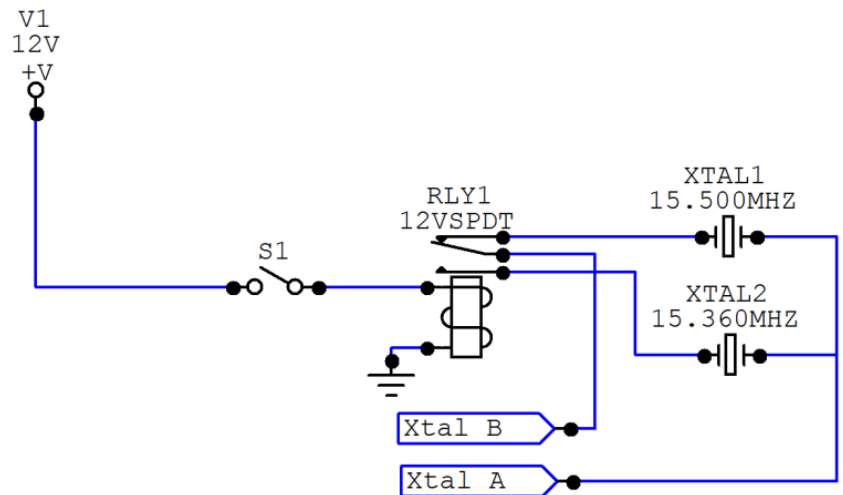 V1
12V
+V
S1
RLY1
12VSPDT
XTAL1
15.500MHZ
XTAL2
15.360MHZ
Xtal B
Xtal A